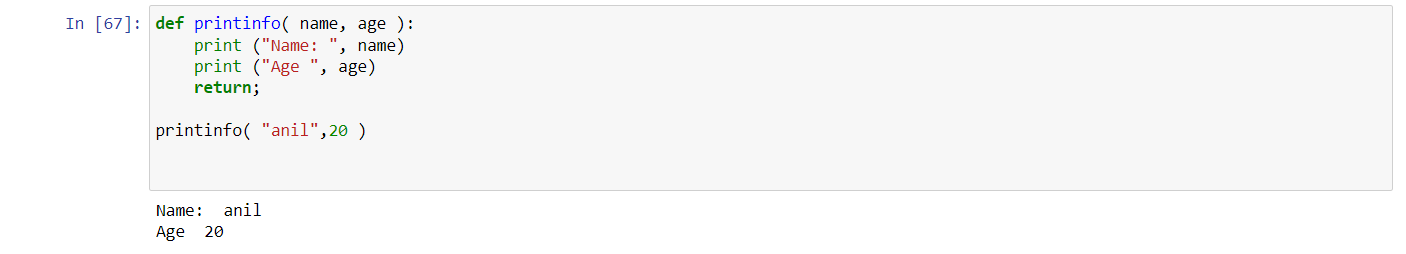 In [67]: def printinfo( name, age ):
    print ("Name: ", name)
    print ("Age ", age)
    return;
printinfo( "anil",20 )
Name:  anil
Age  20